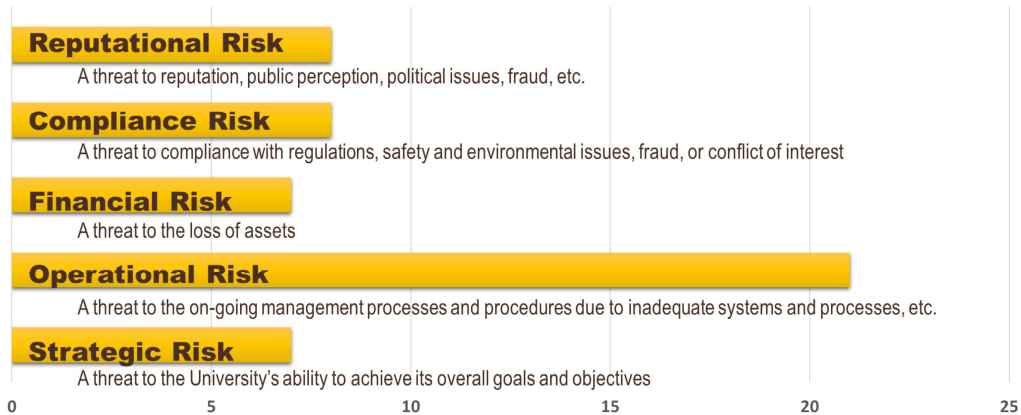 Reputational Risk
A threat to reputation, public perception, political issues, fraud, etc.
Compliance Risk
A threat to compliance with regulations, safety and environmental issues, fraud, or conflict of interest
Financial Risk
A threat to the loss of assets
Operational Risk
A threat to the on-going management processes and procedures due to inadequate systems and processes, etc.
Strategic Risk
A threat to the University’s ability to achieve its overall goals and objectives
0 5 10 15 20 25